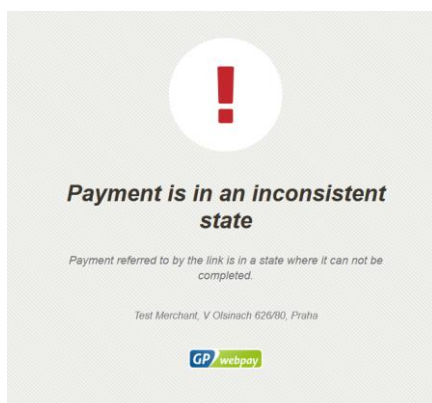 !
Payment is in an inconsistent
state
Payment referred to by the link is in a state where it can not be
completed.
Test Merchant, V Olsinach 626/80, Praha
GP webpay